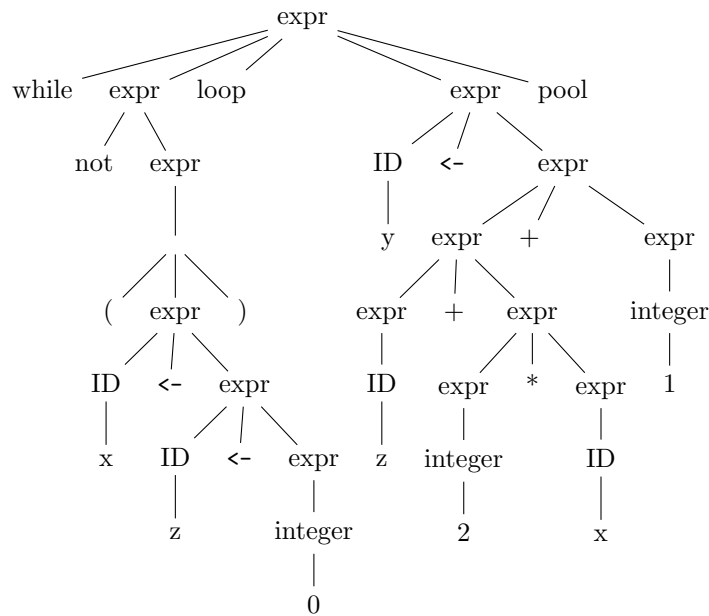 expr
while expr loop expr pool
not expr ID <- expr
y expr + expr
( expr ) expr + expr integer
ID <- expr ID expr * expr 1
x ID <- expr z integer ID
z integer 2 x
0